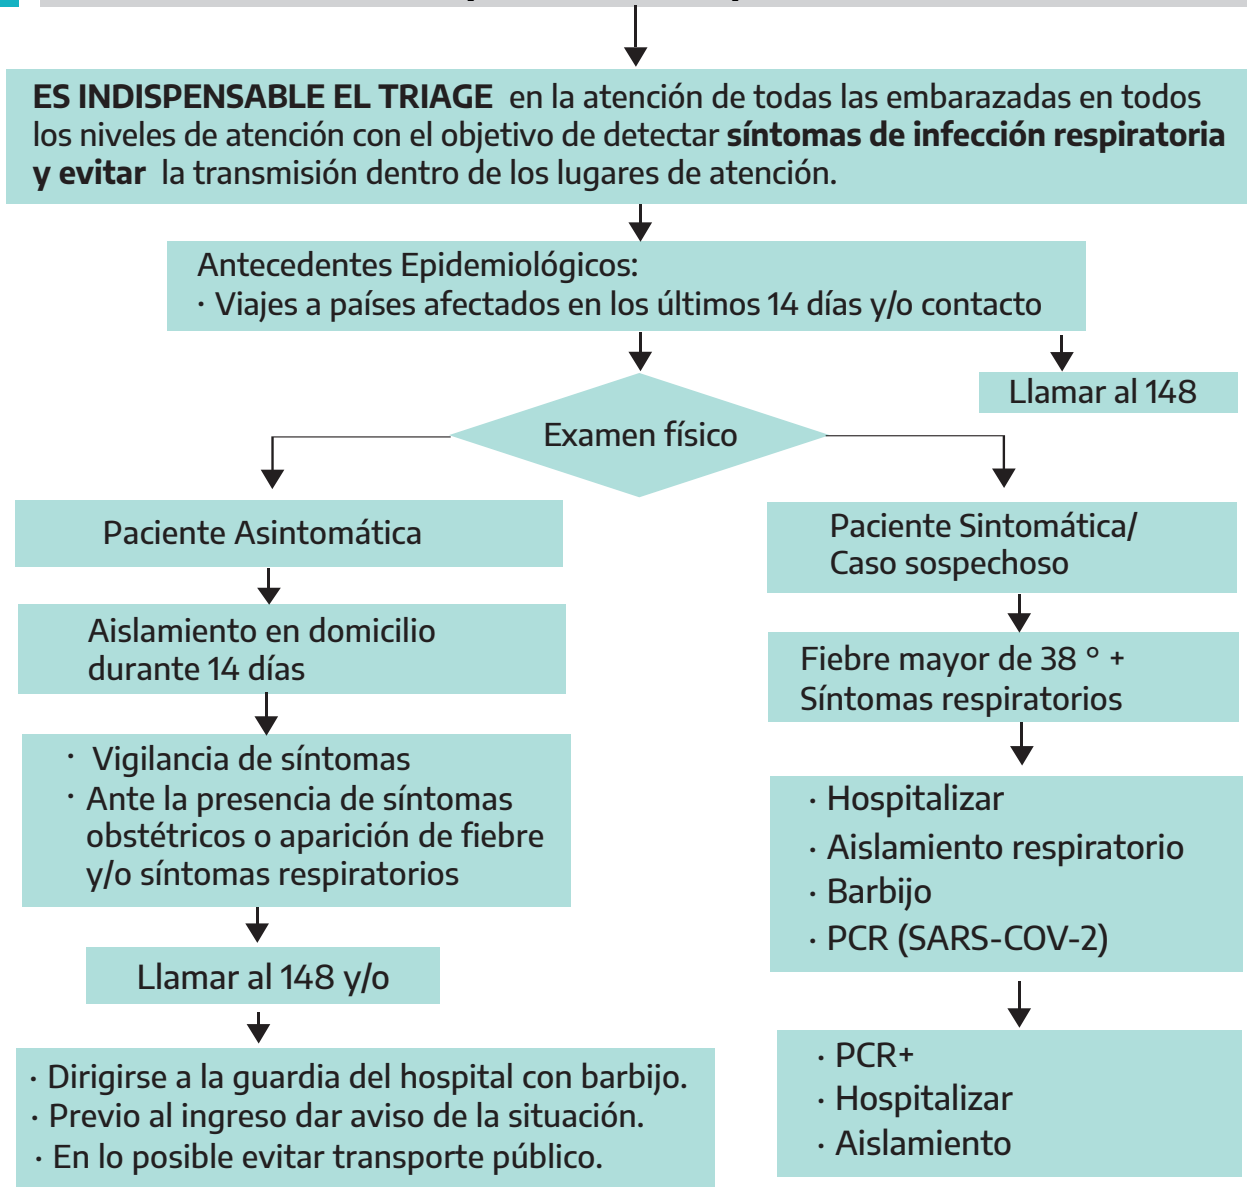 ES INDISPENSABLE EL TRIAGE en la atención de todas las embarazadas en todos
los niveles de atención con el objetivo de detectar síntomas de infección respiratoria
y evitar la transmisión dentro de los lugares de atención.
Antecedentes Epidemiológicos:
· Viajes a países afectados en los últimos 14 días y/o contacto
Llamar al 148
Examen físico
Paciente Asintomática
Aislamiento en domicilio
durante 14 días
· Vigilancia de síntomas
· Ante la presencia de síntomas
obstétricos o aparición de fiebre
y/o síntomas respiratorios
Llamar al 148 y/o
· Dirigirse a la guardia del hospital con barbijo.
· Previo al ingreso dar aviso de la situación.
· En lo posible evitar transporte público.
Paciente Sintomática/
Caso sospechoso
Fiebre mayor de 38 ° +
Síntomas respiratorios
· Hospitalizar
· Aislamiento respiratorio
· Barbijo
· PCR (SARS-COV-2)
· PCR+
· Hospitalizar
· Aislamiento